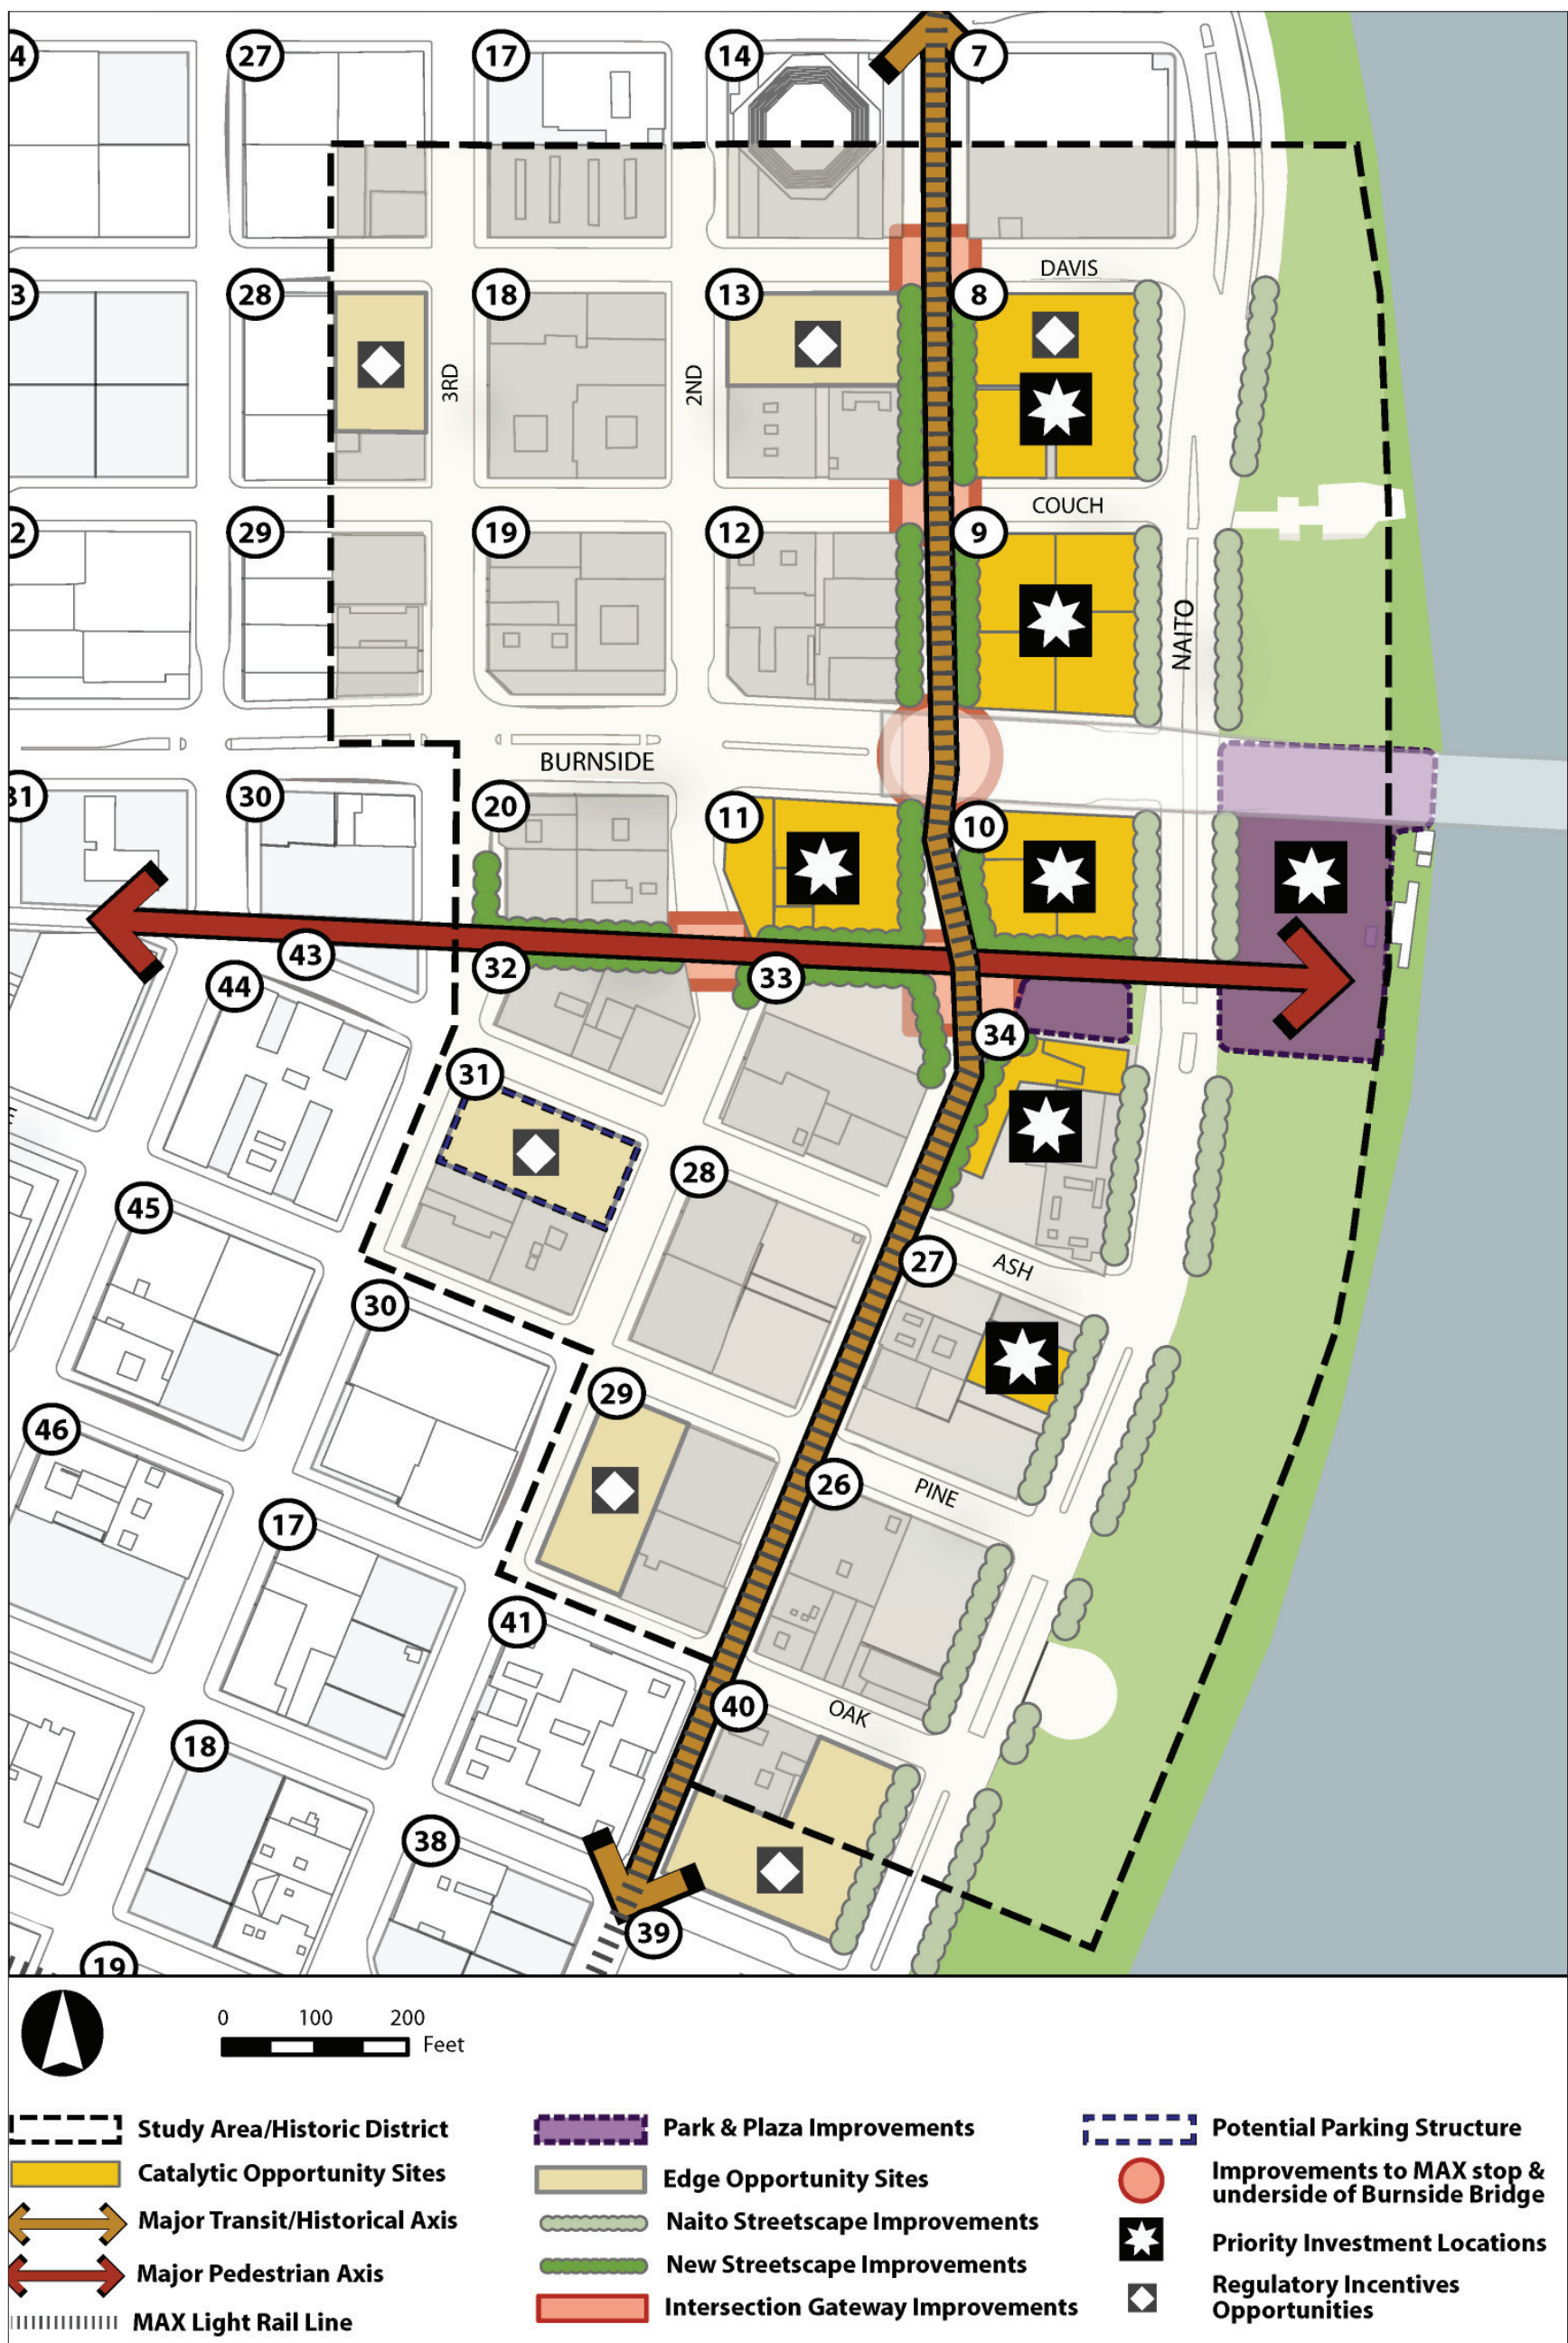 4
27
17
14
7
DAVIS
3
28
18
13
8
3RD
2ND
COUCH
2
29
19
12
9
NAITO
BURNSIDE
31
30
20
11
10
43
32
33
44
34
31
E
28
45
27
ASH
30
29
46
26
PINE
17
41
40
OAK
18
38
39
19
0 100 200
Feet
Study Area/Historic District
Catalytic Opportunity Sites
Major Transit/Historical Axis
Major Pedestrian Axis
MAX Light Rail Line
Park & Plaza Improvements
Edge Opportunity Sites
Naito Streetscape Improvements
New Streetscape Improvements
Intersection Gateway Improvements
Potential Parking Structure
Improvements to MAX stop &
underside of Burnside Bridge
Priority Investment Locations
Regulatory Incentives
Opportunities